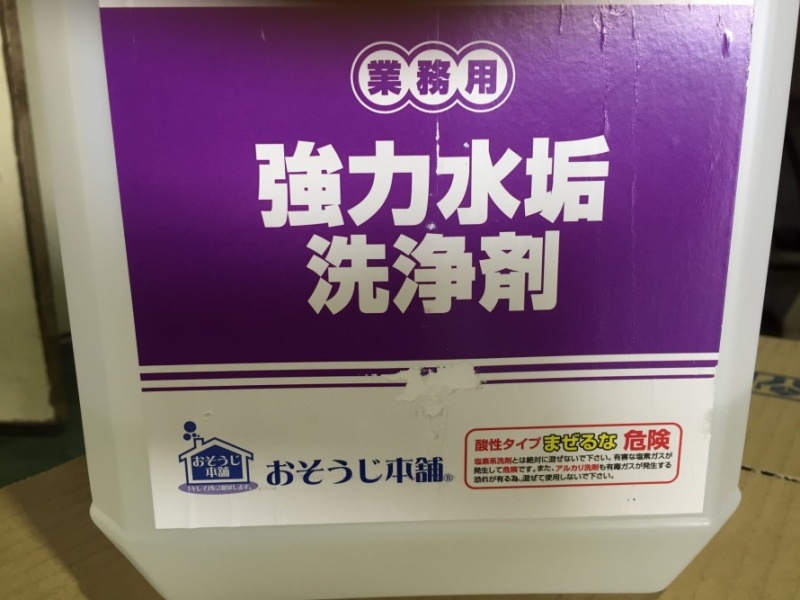 業務用
強力水垢
洗浄剤
おそうじ
本舗
おそうじ本舗®
酸性タイプ まぜるな 危険
塩素系洗剤とは絶対に混ぜないで下さい。有害な塩素ガスが
発生して危険です。また、アルカリ洗剤も有毒ガスが発生する
恐れが有る為、混ぜて使用しないで下さい。